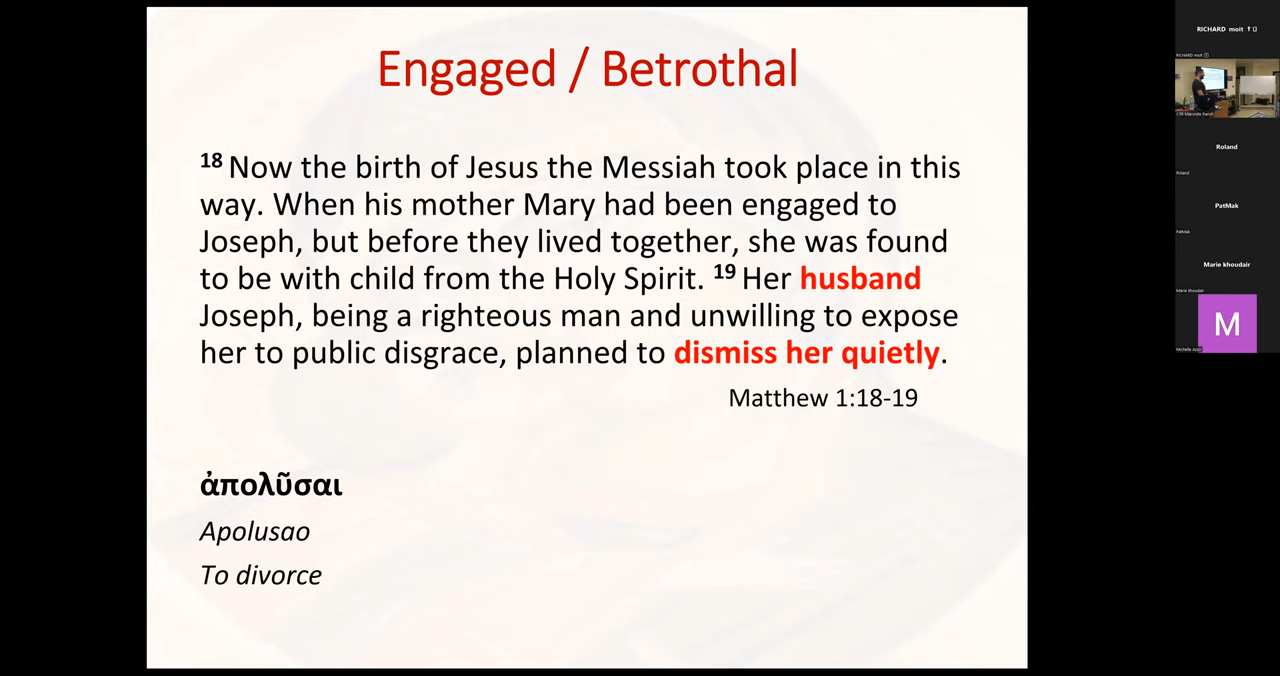 Engaged / Betrothal
18 Now the birth of Jesus the Messiah took place in this
way. When his mother Mary had been engaged to
Joseph, but before they lived together, she was found
to be with child from the Holy Spirit. 19 Her husband
Joseph, being a righteous man and unwilling to expose
her to public disgrace, planned to dismiss her quietly.
Matthew 1:18-19
ἀπολῦσαι
Apolusao
To divorce
RICHARD moit
RICHARD moit
Roland
Roland
PatMak
PatMak
Marie khoudair
Marie khoudair
M